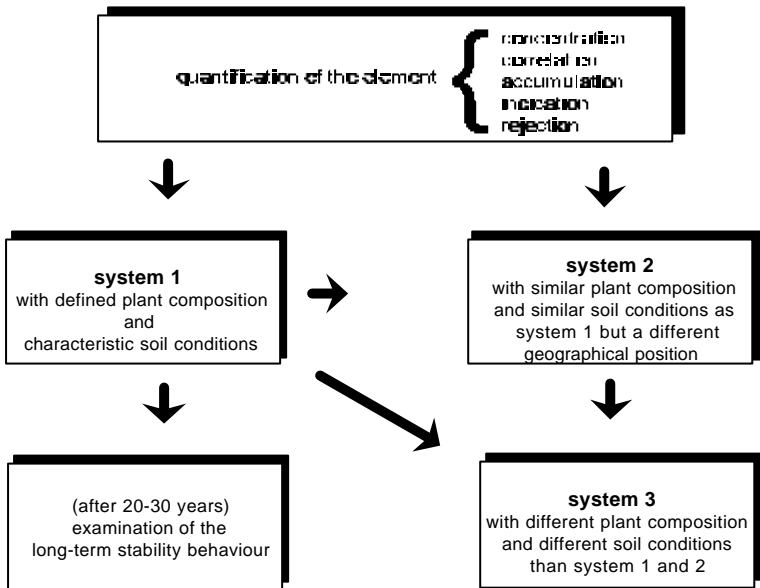 quantification of the element
concentration
correlation
accumulation
indication
rejection
system 1
with defined plant composition
and
characteristic soil conditions
system 2
with similar plant composition
and similar soil conditions as
system 1 but a different
geographical position
(after 20-30 years)
examination of the
long-term stability behaviour
system 3
with different plant composition
and different soil conditions
than system 1 and 2